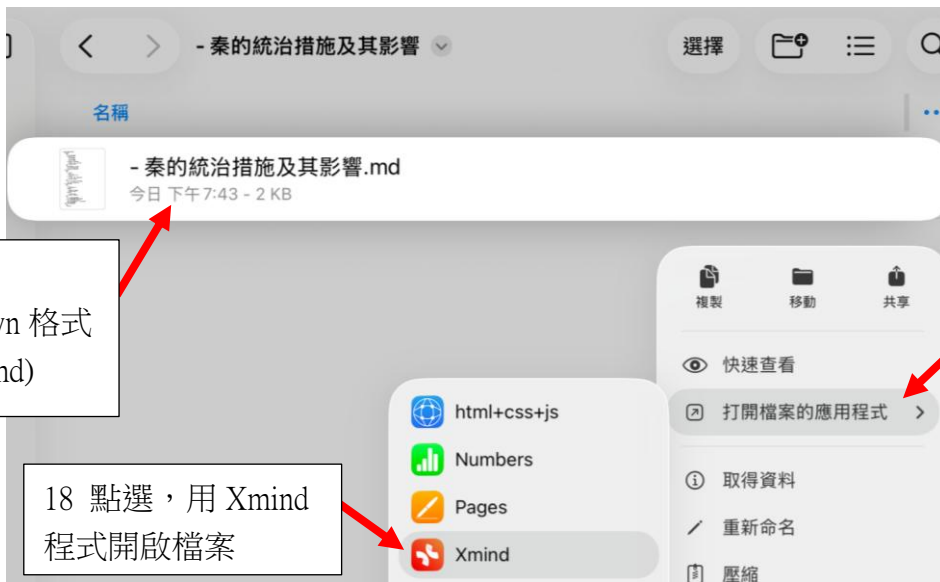 - 秦的統治措施及其影響
選擇
名稱
- 秦的統治措施及其影響.md
今日 下午 7:43 - 2 KB
wn 格式
nd)
複製
移動
共享
快速查看
打開檔案的應用程式
html+css+js
Numbers
Pages
Xmind
取得資料
重新命名
壓縮
18 點選，用 Xmind
程式開啟檔案